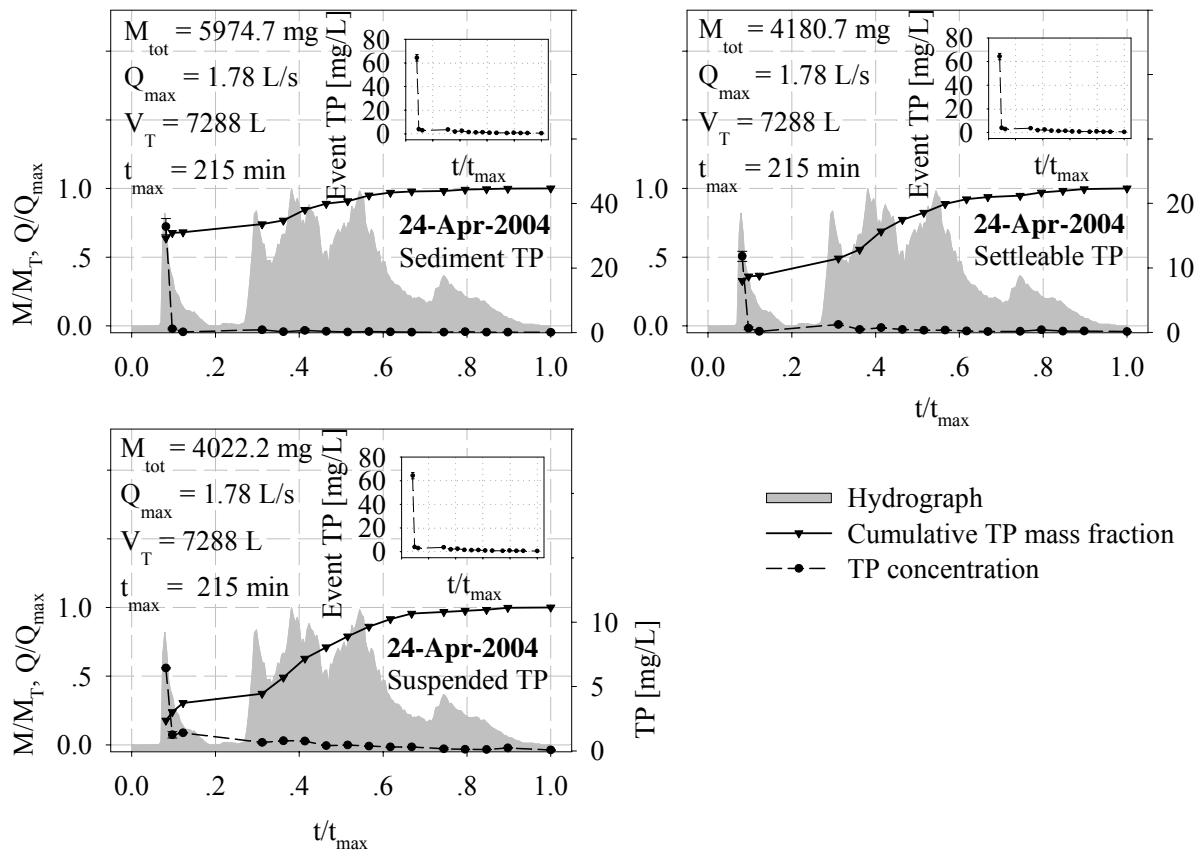 M_tot = 5974.7 mg
Q_max = 1.78 L/s
V_T = 7288 L
t_max = 215 min
Event TP [mg/L]
80
60
40
20
0
t/t_max
24-Apr-2004
Sediment TP
M/M_T, Q/Q_max
1.0
0.5
0.0
40
20
0
0.0 .2 .4 .6 .8 1.0
M_tot = 4180.7 mg
Q_max = 1.78 L/s
V_T = 7288 L
t_max = 215 min
Event TP [mg/L]
80
60
40
20
0
t/t_max
24-Apr-2004
Settleable TP
1.0
.5
0.0
20
10
0
0.0 .2 .4 .6 .8 1.0
t/t_max
M_tot = 4022.2 mg
Q_max = 1.78 L/s
V_T = 7288 L
t_max = 215 min
Event TP [mg/L]
80
60
40
20
0
t/t_max
24-Apr-2004
Suspended TP
M/M_T, Q/Q_max
1.0
.5
0.0
10
5
0
TP [mg/L]
0.0 .2 .4 .6 .8 1.0
t/t_max
Hydrograph
Cumulative TP mass fraction
TP concentration